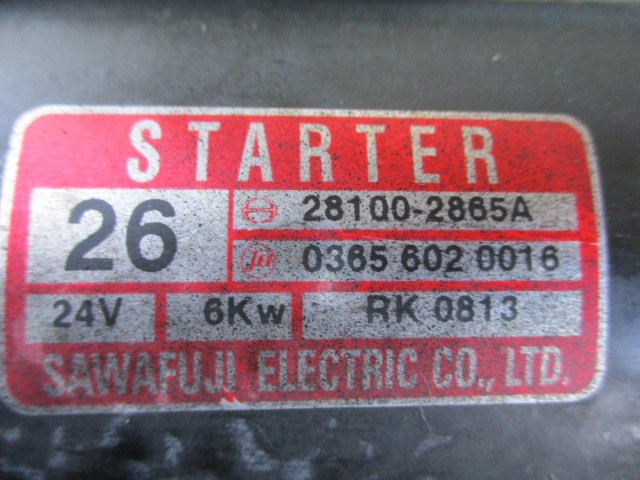 STARTER
26
28100-2865A
0365 602 0016
24V 6Kw RK 0813
SAWAFUJI ELECTRIC CO., LTD.